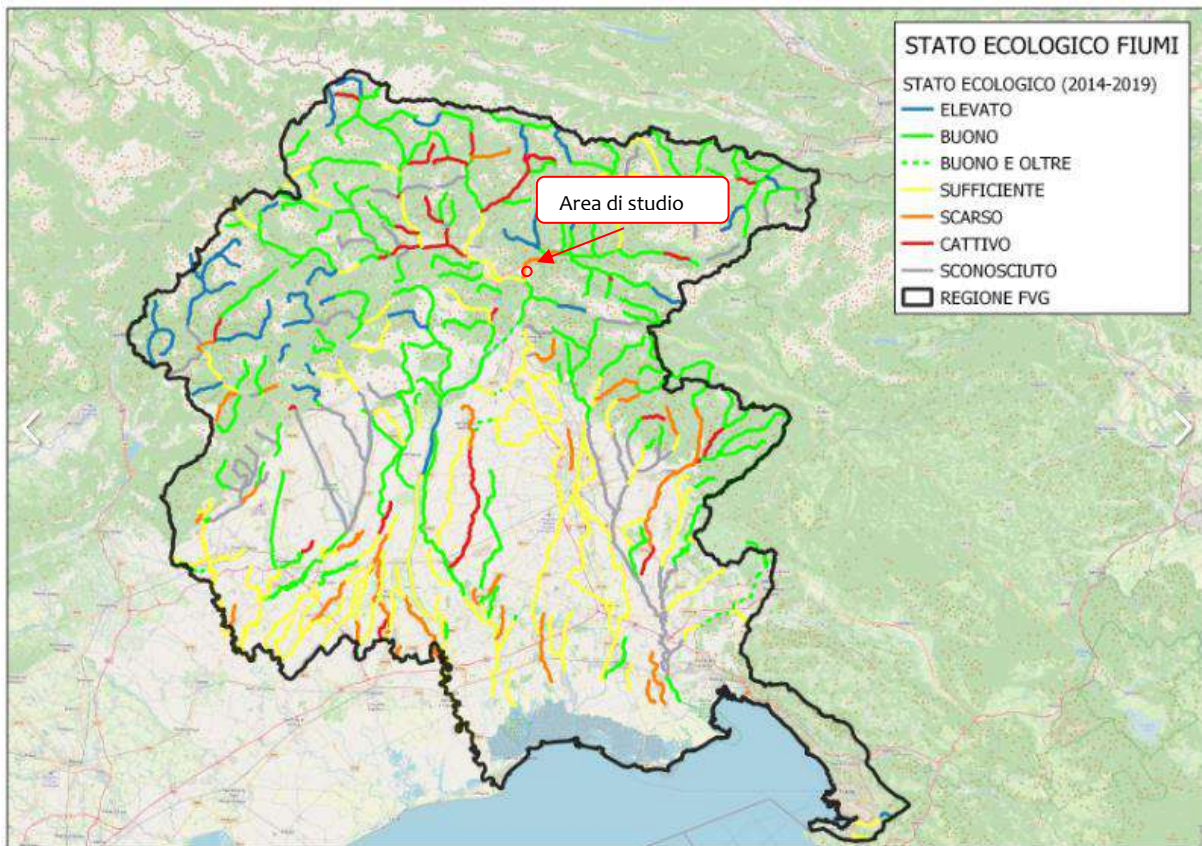 STATO ECOLOGICO FIUMI
STATO ECOLOGICO (2014-2019)
ELEVATO
BUONO
BUONO E OLTRE
SUFFICIENTE
SCARSO
CATTIVO
SCONOSCIUTO
REGIONE FVG
Area di studio